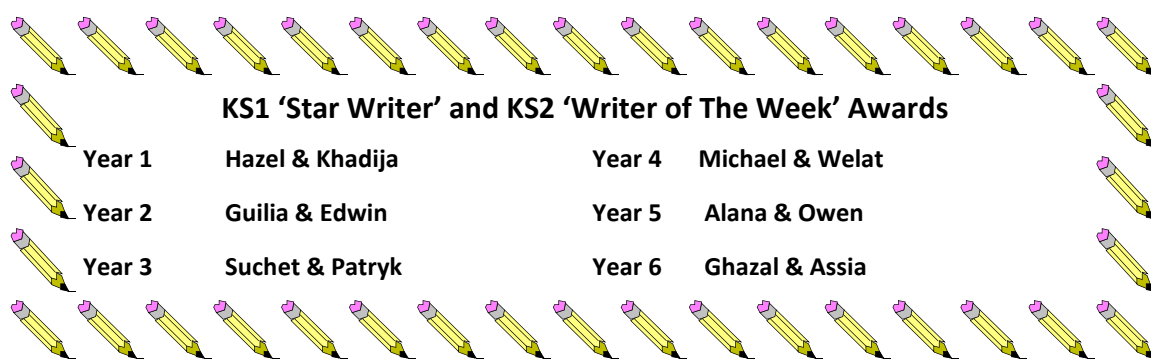 KS1 ‘Star Writer’ and KS2 ‘Writer of The Week’ Awards
Year 1 Hazel & Khadija Year 4 Michael & Welat
Year 2 Guilia & Edwin Year 5 Alana & Owen
Year 3 Suchet & Patryk Year 6 Ghazal & Assia